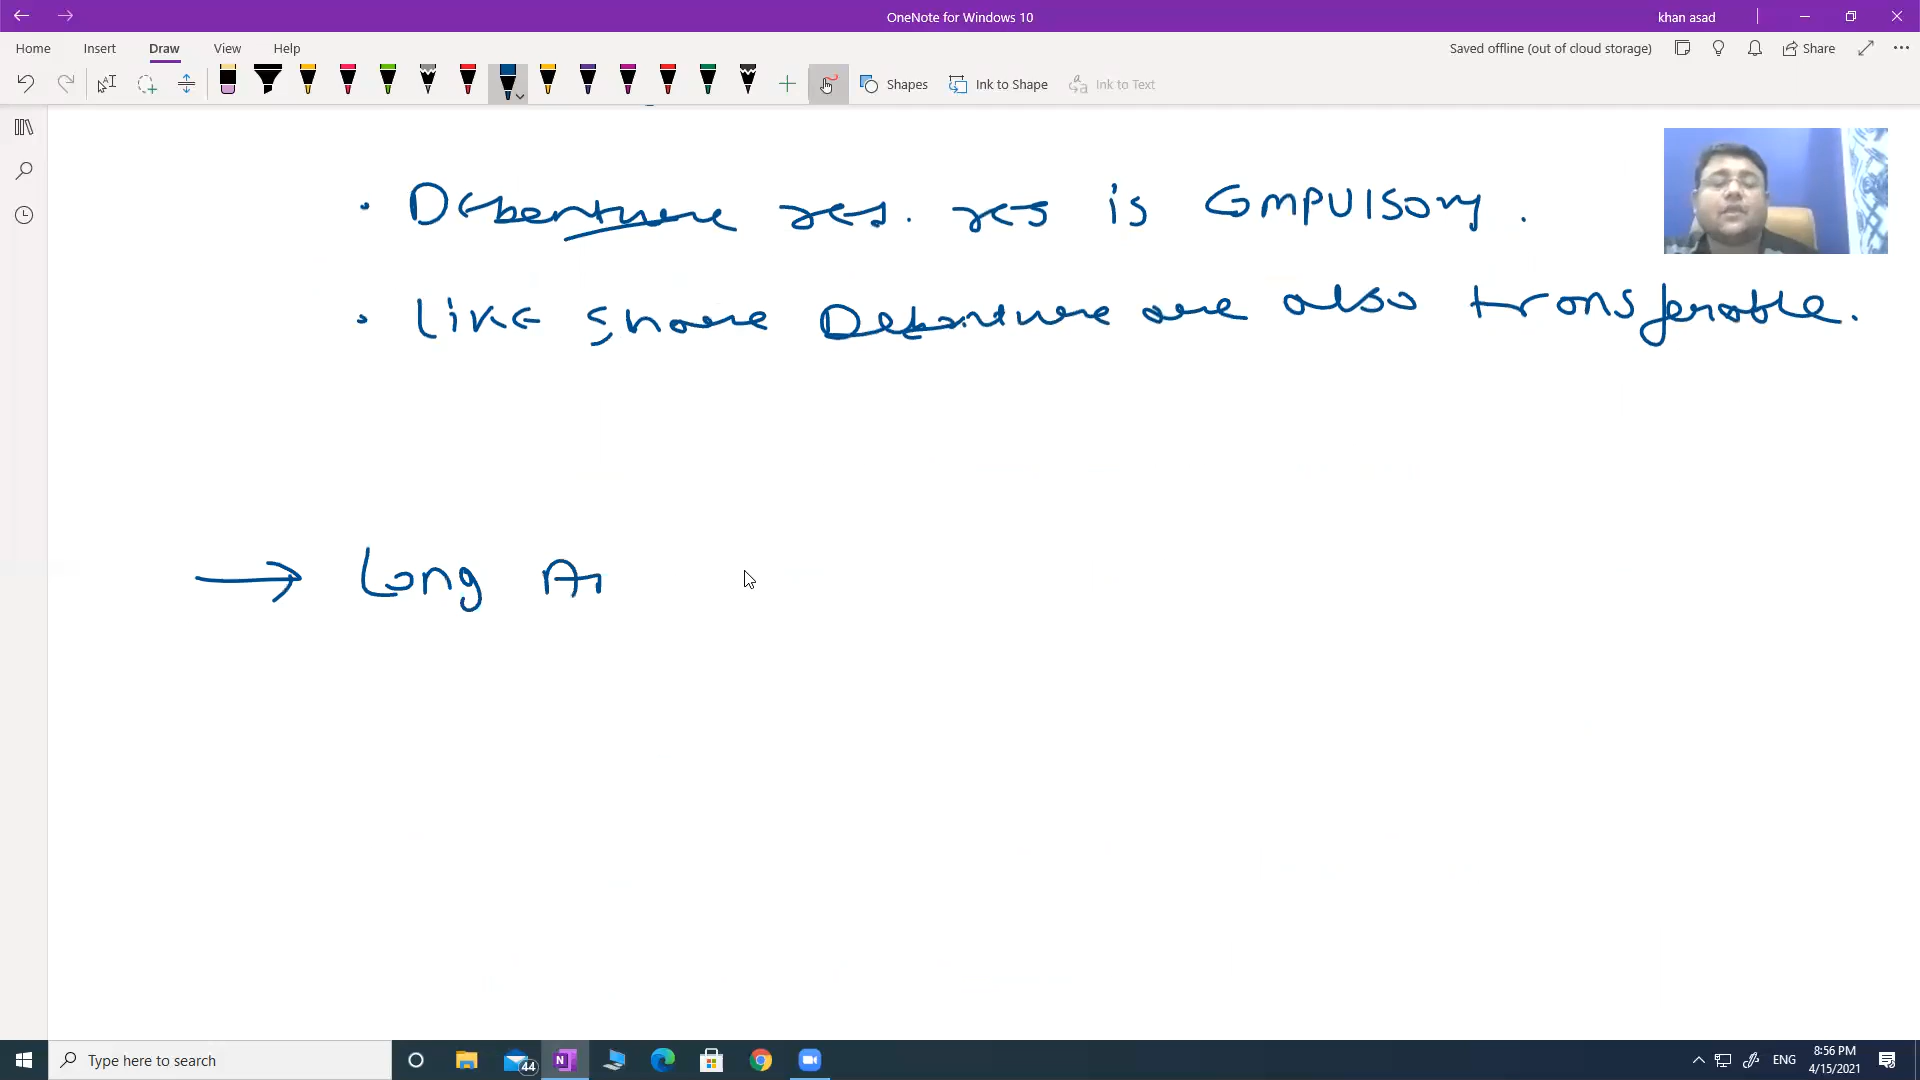 OneNote for Windows 10
khan asad
Home Insert Draw View Help
Saved offline (out of cloud storage)
Share
Shapes
Ink to Shape
Ink to Text
• Debenture res. res is Compulsory.
• Like share Debenture are also transferable.
→ Long An
Type here to search
44
ENG
8:56 PM
4/15/2021